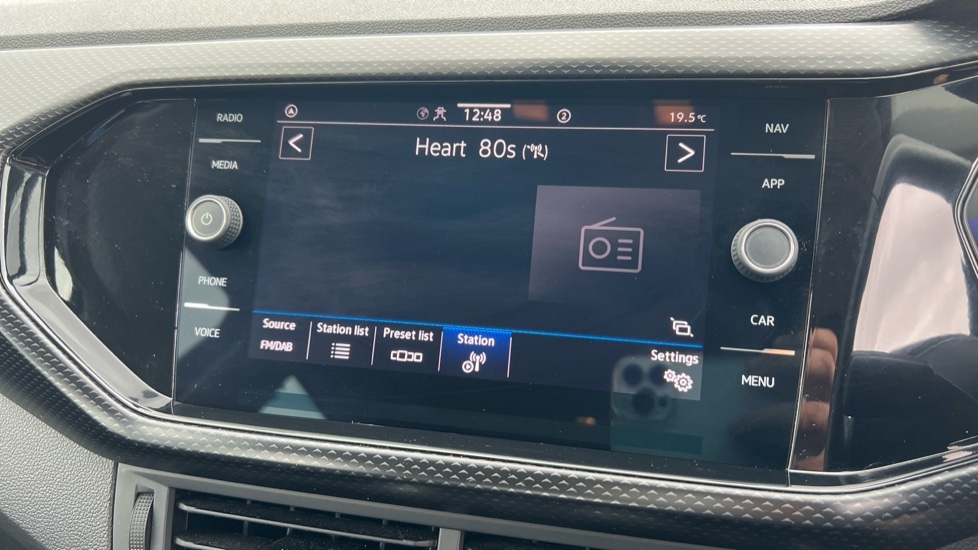 RADIO
MEDIA
PHONE
VOICE
A 12:48 2 19.5°C
< Heart 80s >
Source FM/DAB
Station list
Preset list
Station
Settings
NAV
APP
CAR
MENU